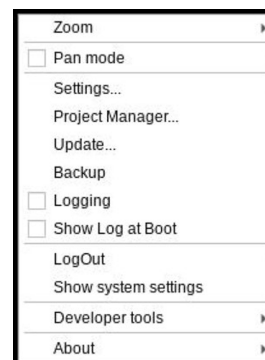 Zoom
Pan mode
Settings...
Project Manager...
Update...
Backup
Logging
Show Log at Boot
LogOut
Show system settings
Developer tools
About